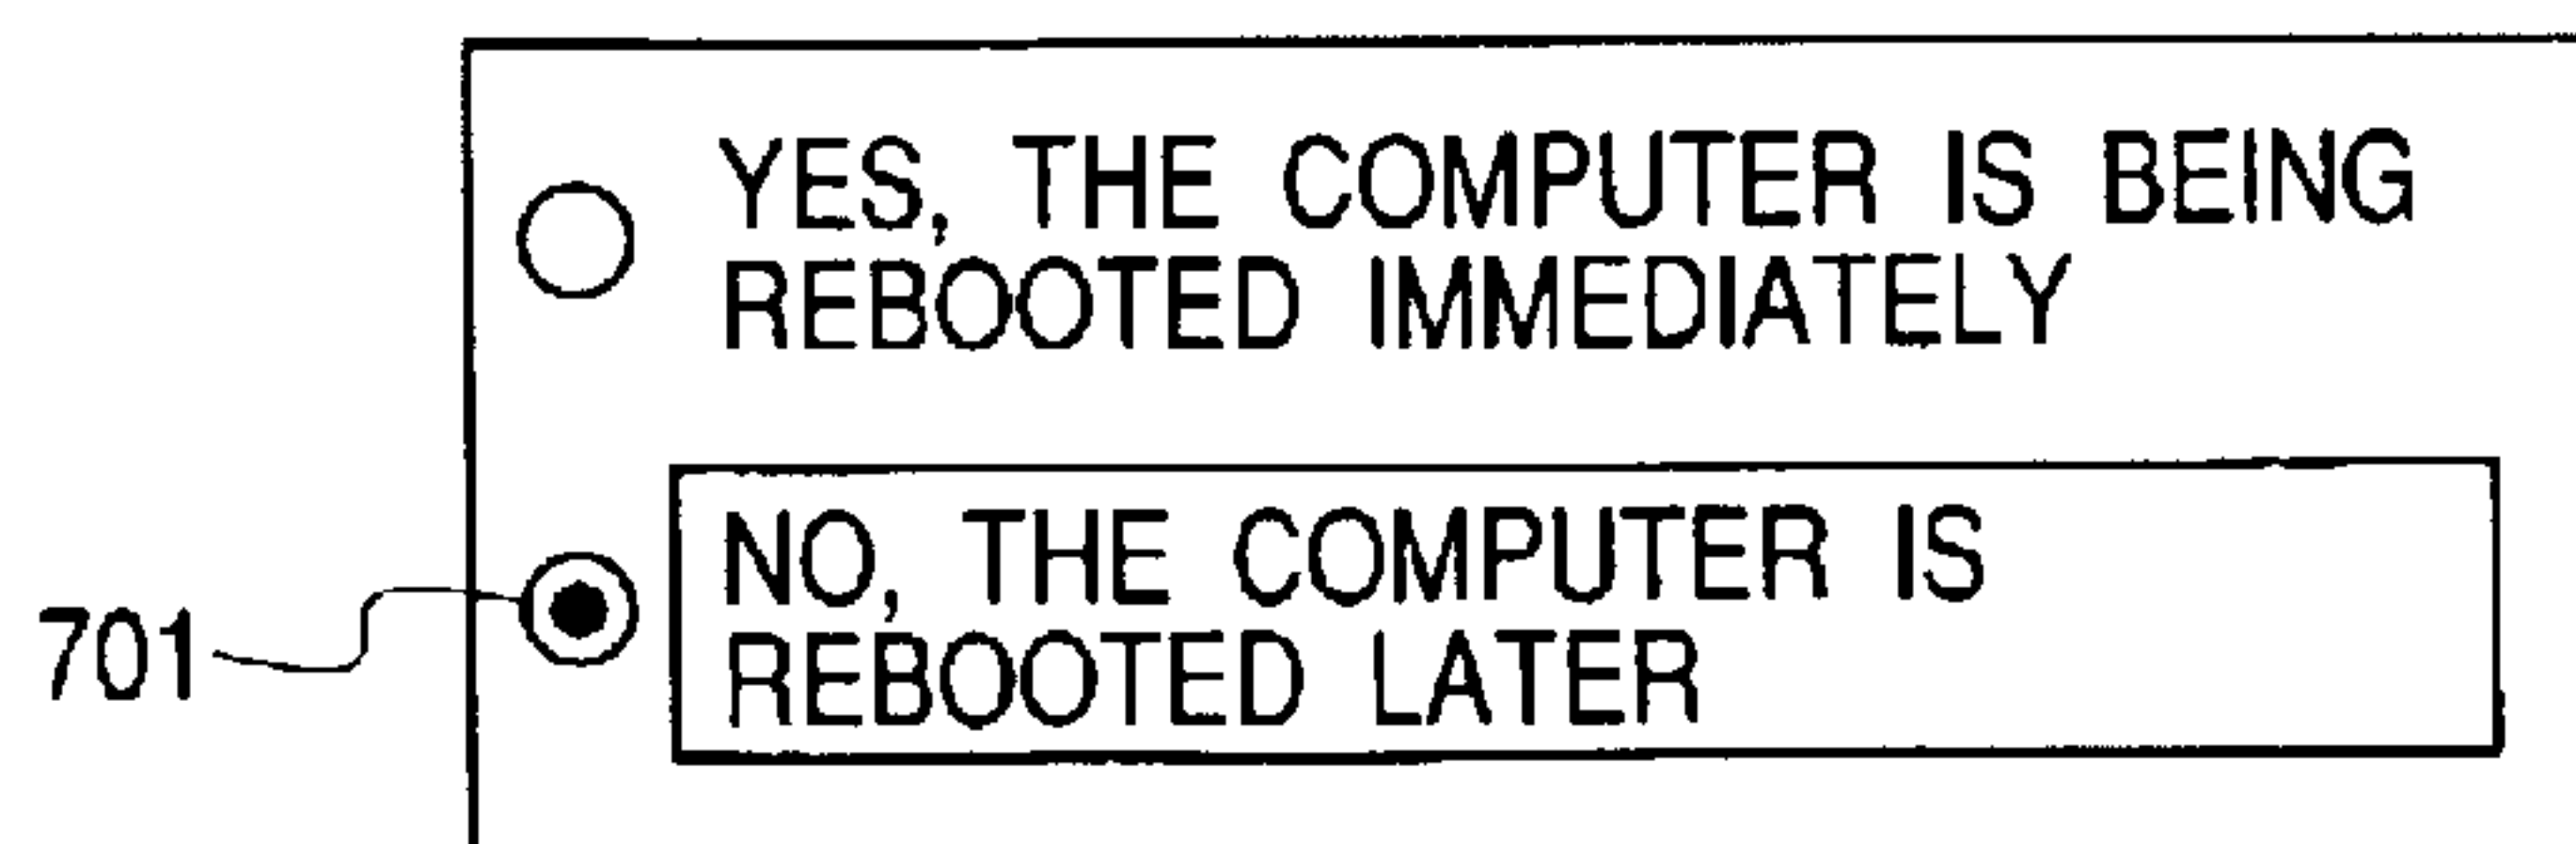 YES, THE COMPUTER IS BEING
REBOOTED IMMEDIATELY
NO, THE COMPUTER IS
REBOOTED LATER
701